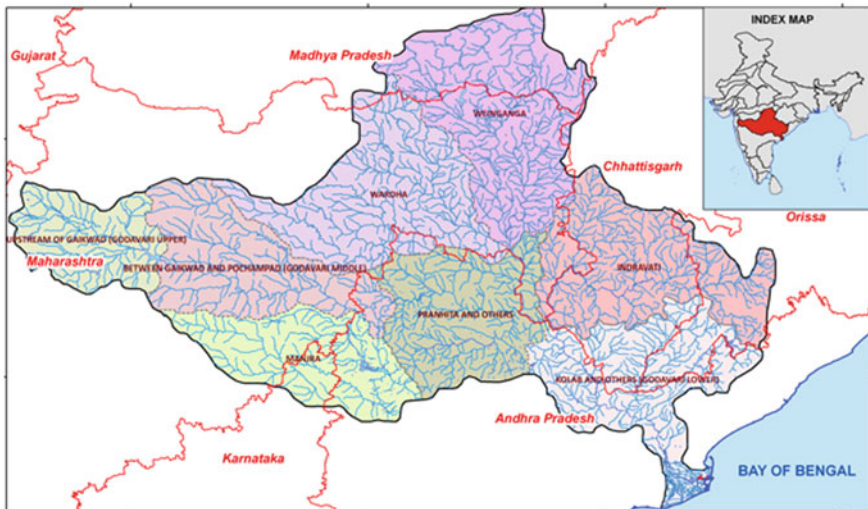 INDEX MAP
Gujarat
Madhya Pradesh
WEINGANGA
Chhattisgarh
WARDHA
Orissa
UPSTREAM OF GAIKWAD (GODAVARI UPPER)
Maharashtra
BETWEEN GAIKWAD AND POCHAMPAD (GODAVARI MIDDLE)
INDRAVATI
PRANHITA AND OTHERS
MANJRA
KOLAB AND OTHERS (GODAVARI LOWER)
Andhra Pradesh
Karnataka
BAY OF BENGAL